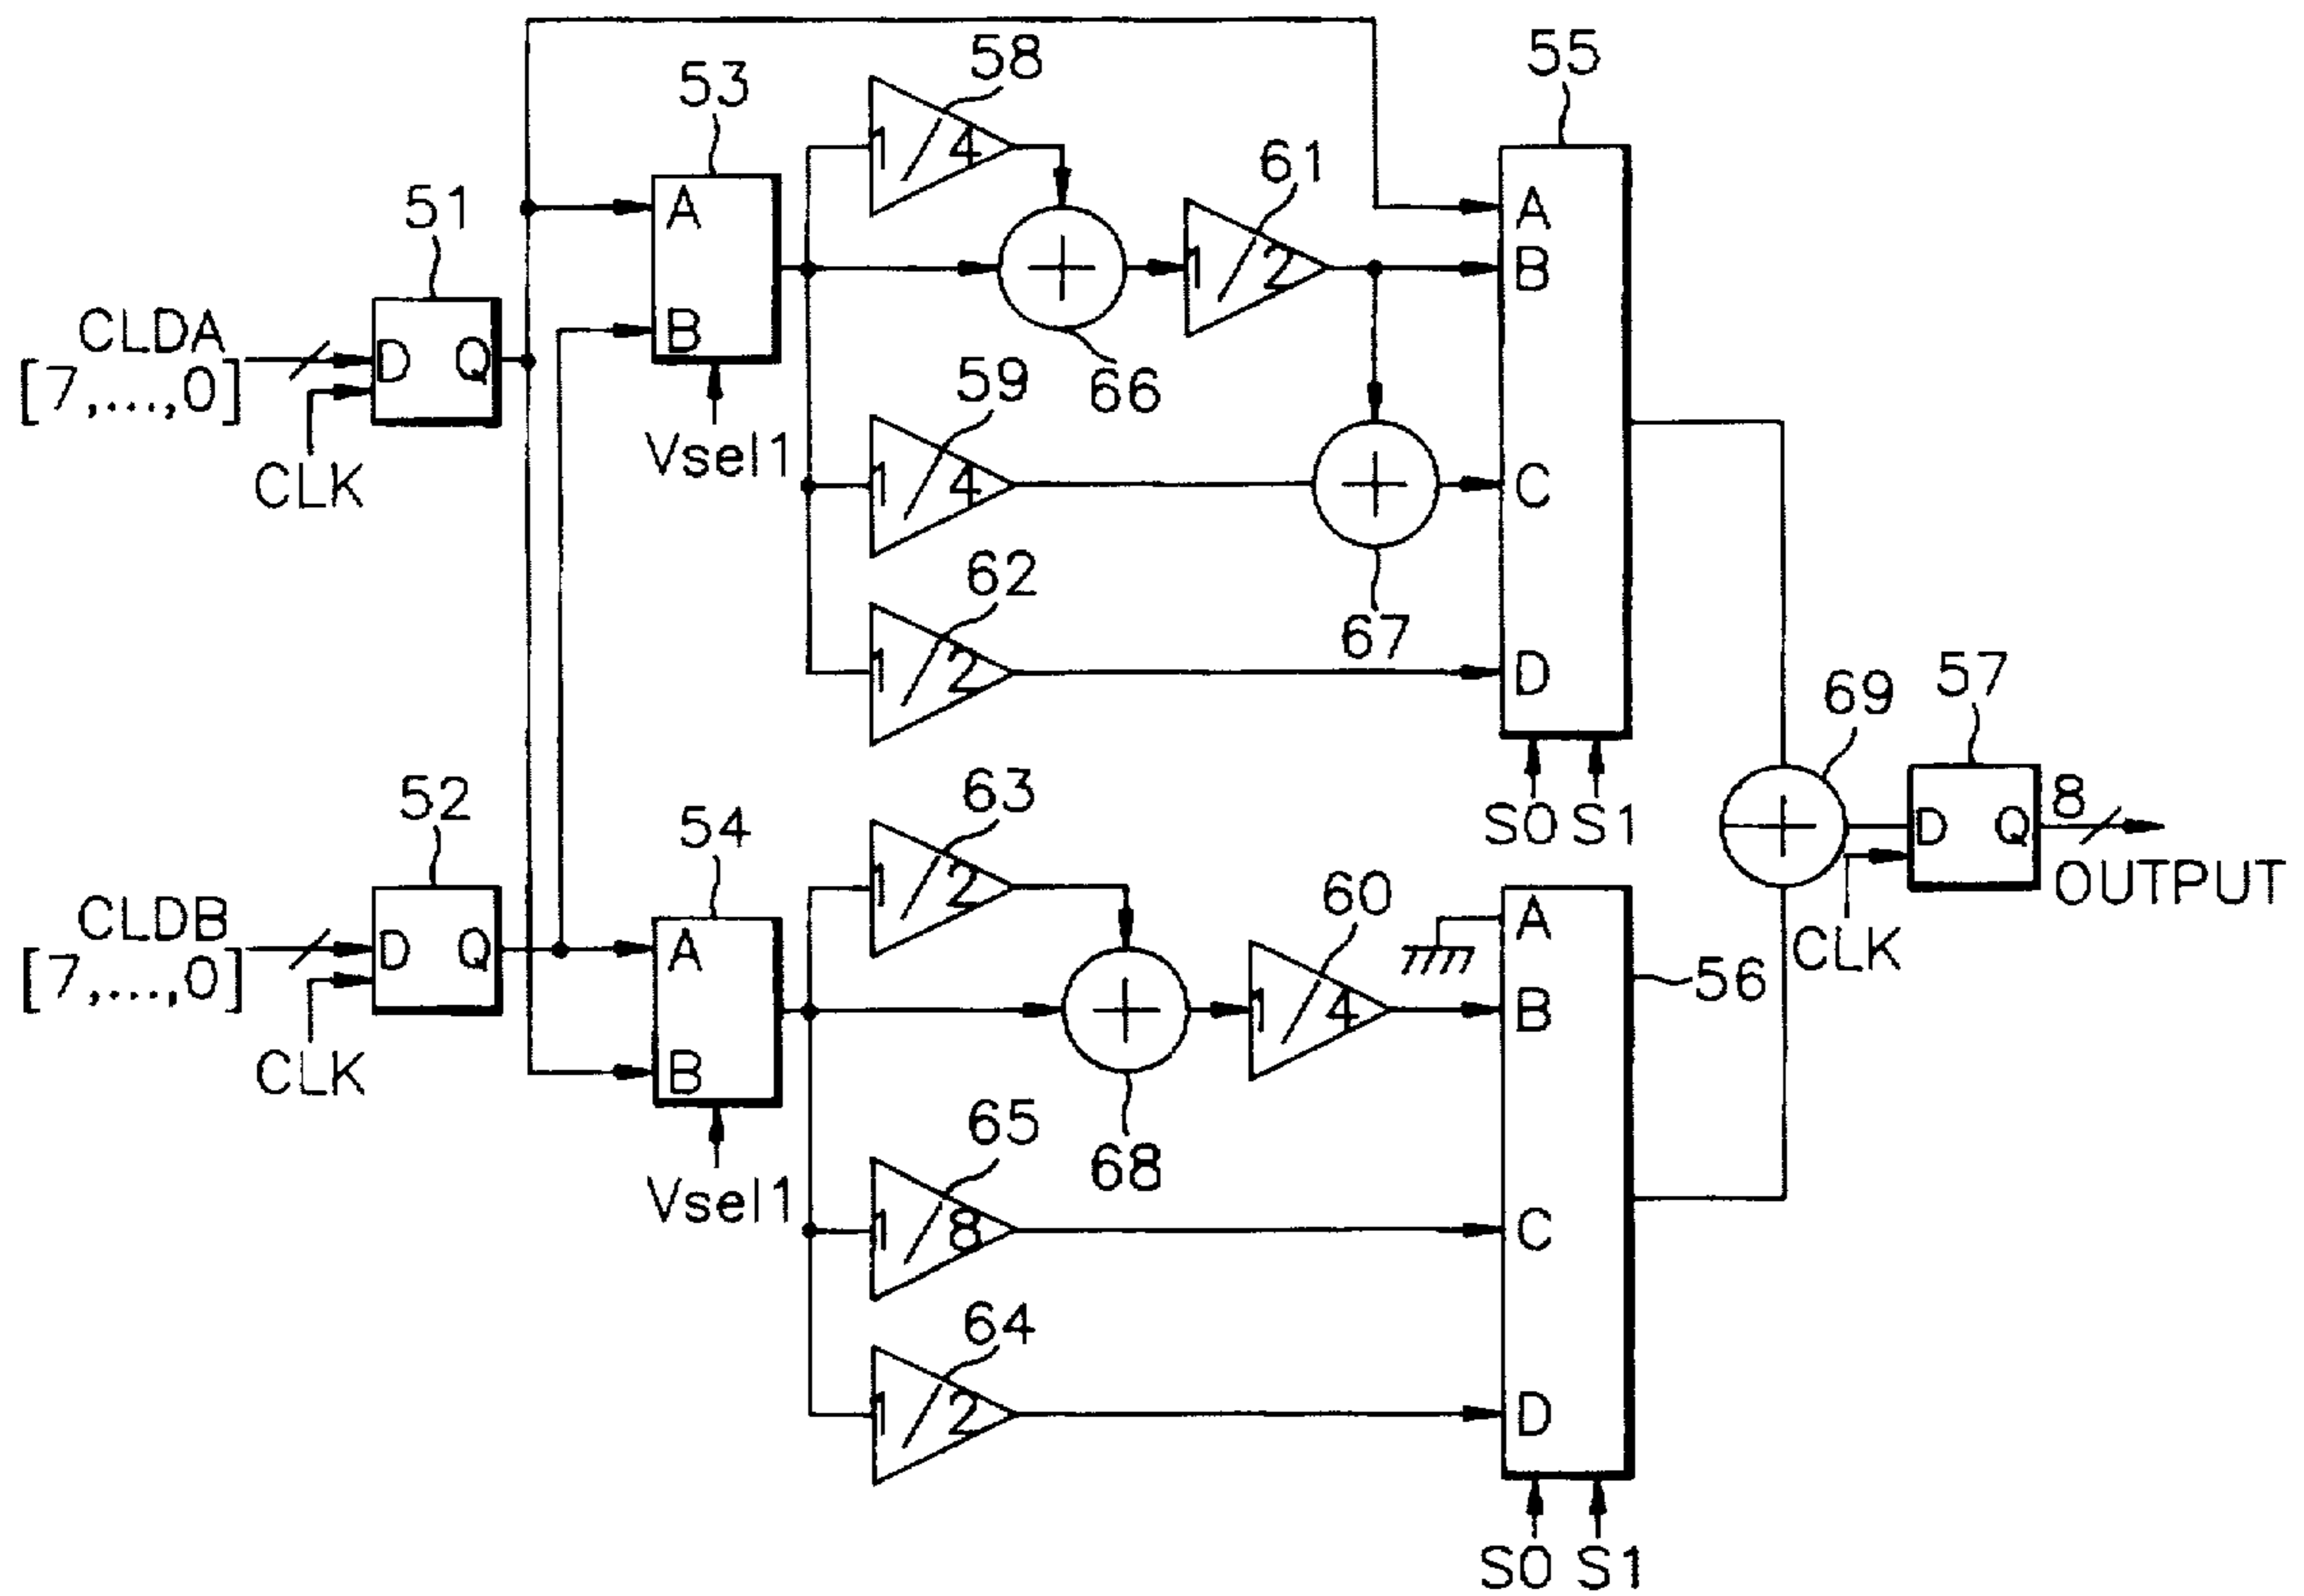 58
55
53
61
51
1/4
A
A
B
CLDA
[7,...,0]
D Q
B
1/2
66
59
CLK
Vsel1
1/4
C
62
67
1/2
D
57
69
63
52
54
S0 S1
8
1/2
60
D Q
OUTPUT
CLDB
[7,...,0]
D Q
A
A
CLK
56
1/4
B
CLK
B
65
68
Vsel1
1/8
C
64
1/2
D
S0 S1